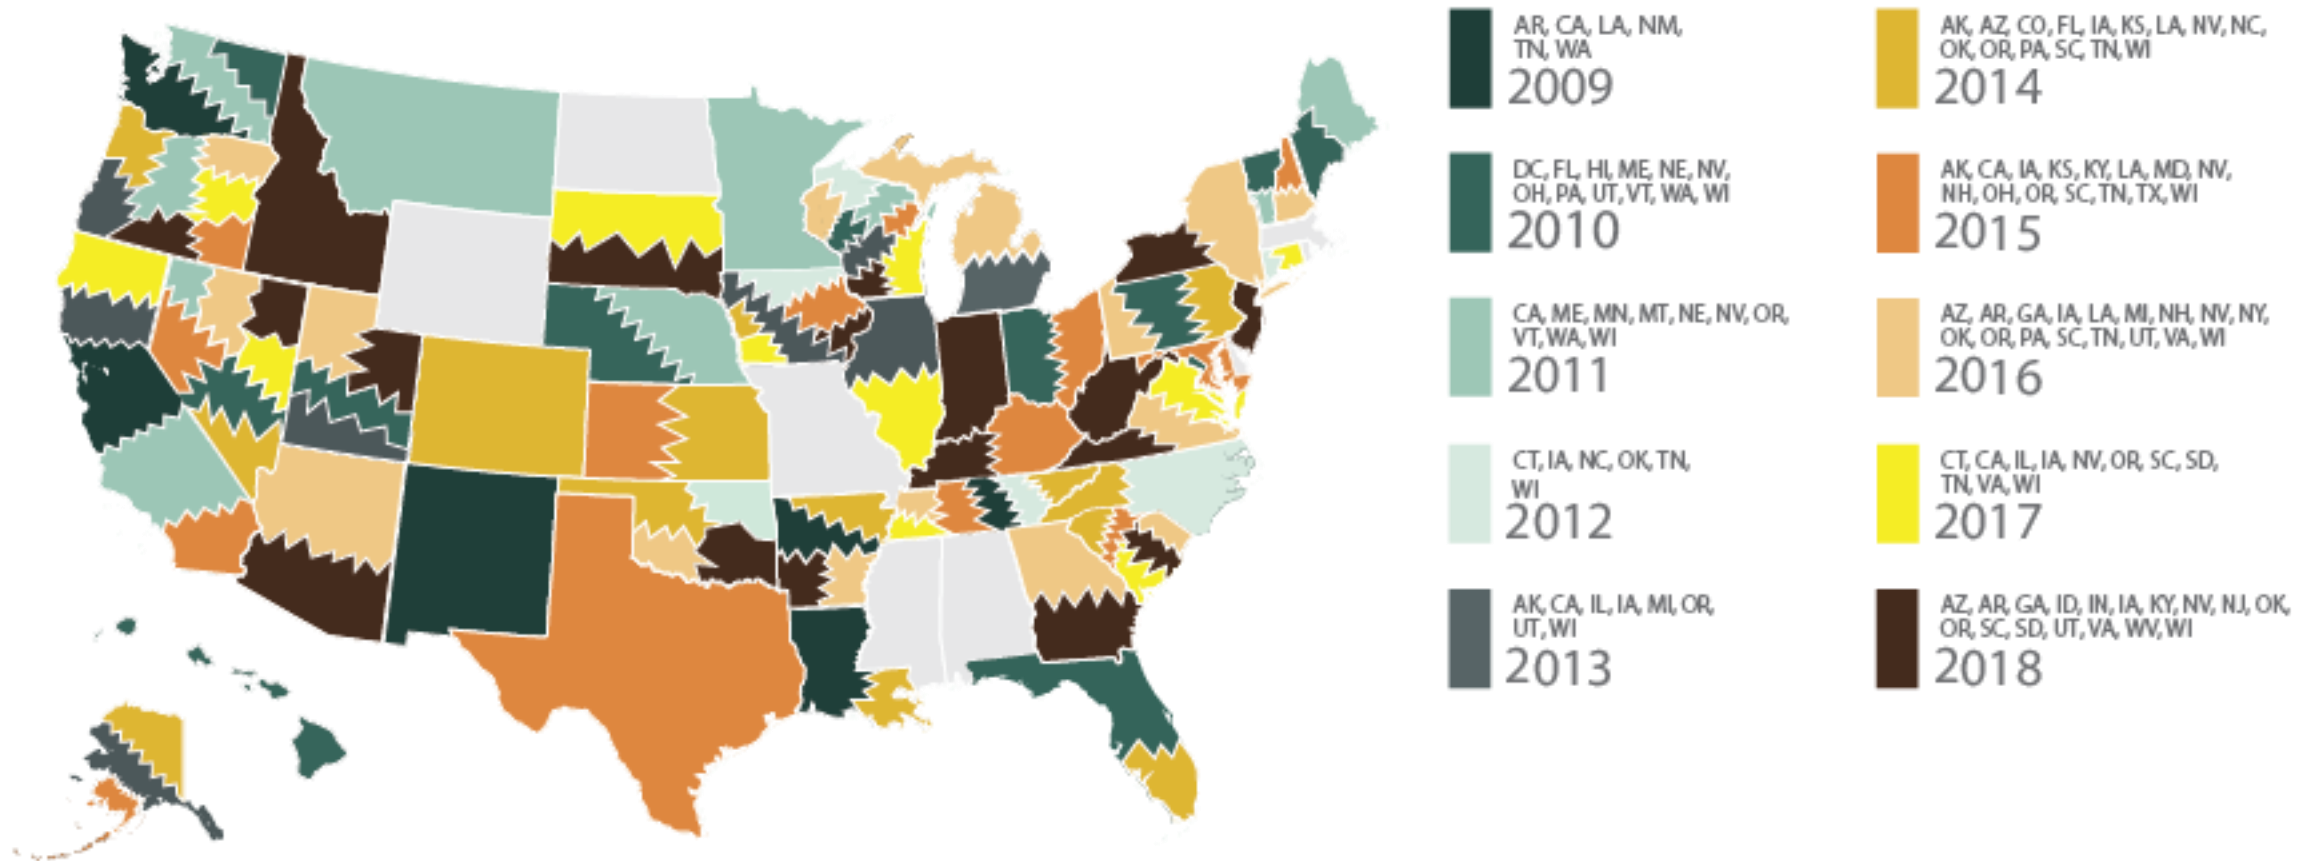 AR, CA, LA, NM,
TN, WA
2009
DC, FL, HI, ME, NE, NV,
OH, PA, UT, VT, WA, WI
2010
CA, ME, MN, MT, NE, NV, OR,
VT, WA, WI
2011
CT, IA, NC, OK, TN,
WI
2012
AK, CA, IL, IA, MI, OR,
UT, WI
2013
AK, AZ, CO, FL, IA, KS, LA, NV, NC,
OK, OR, PA, SC, TN, WI
2014
AK, CA, IA, KS, KY, LA, MD, NV,
NH, OH, OR, SC, TN, TX, WI
2015
AZ, AR, GA, IA, LA, MI, NH, NV, NY,
OK, OR, PA, SC, TN, UT, VA, WI
2016
CT, CA, IL, IA, NV, OR, SC, SD,
TN, VA, WI
2017
AZ, AR, GA, ID, IN, IA, KY, NV, NJ, OK,
OR, SC, SD, UT, VA, WV, WI
2018